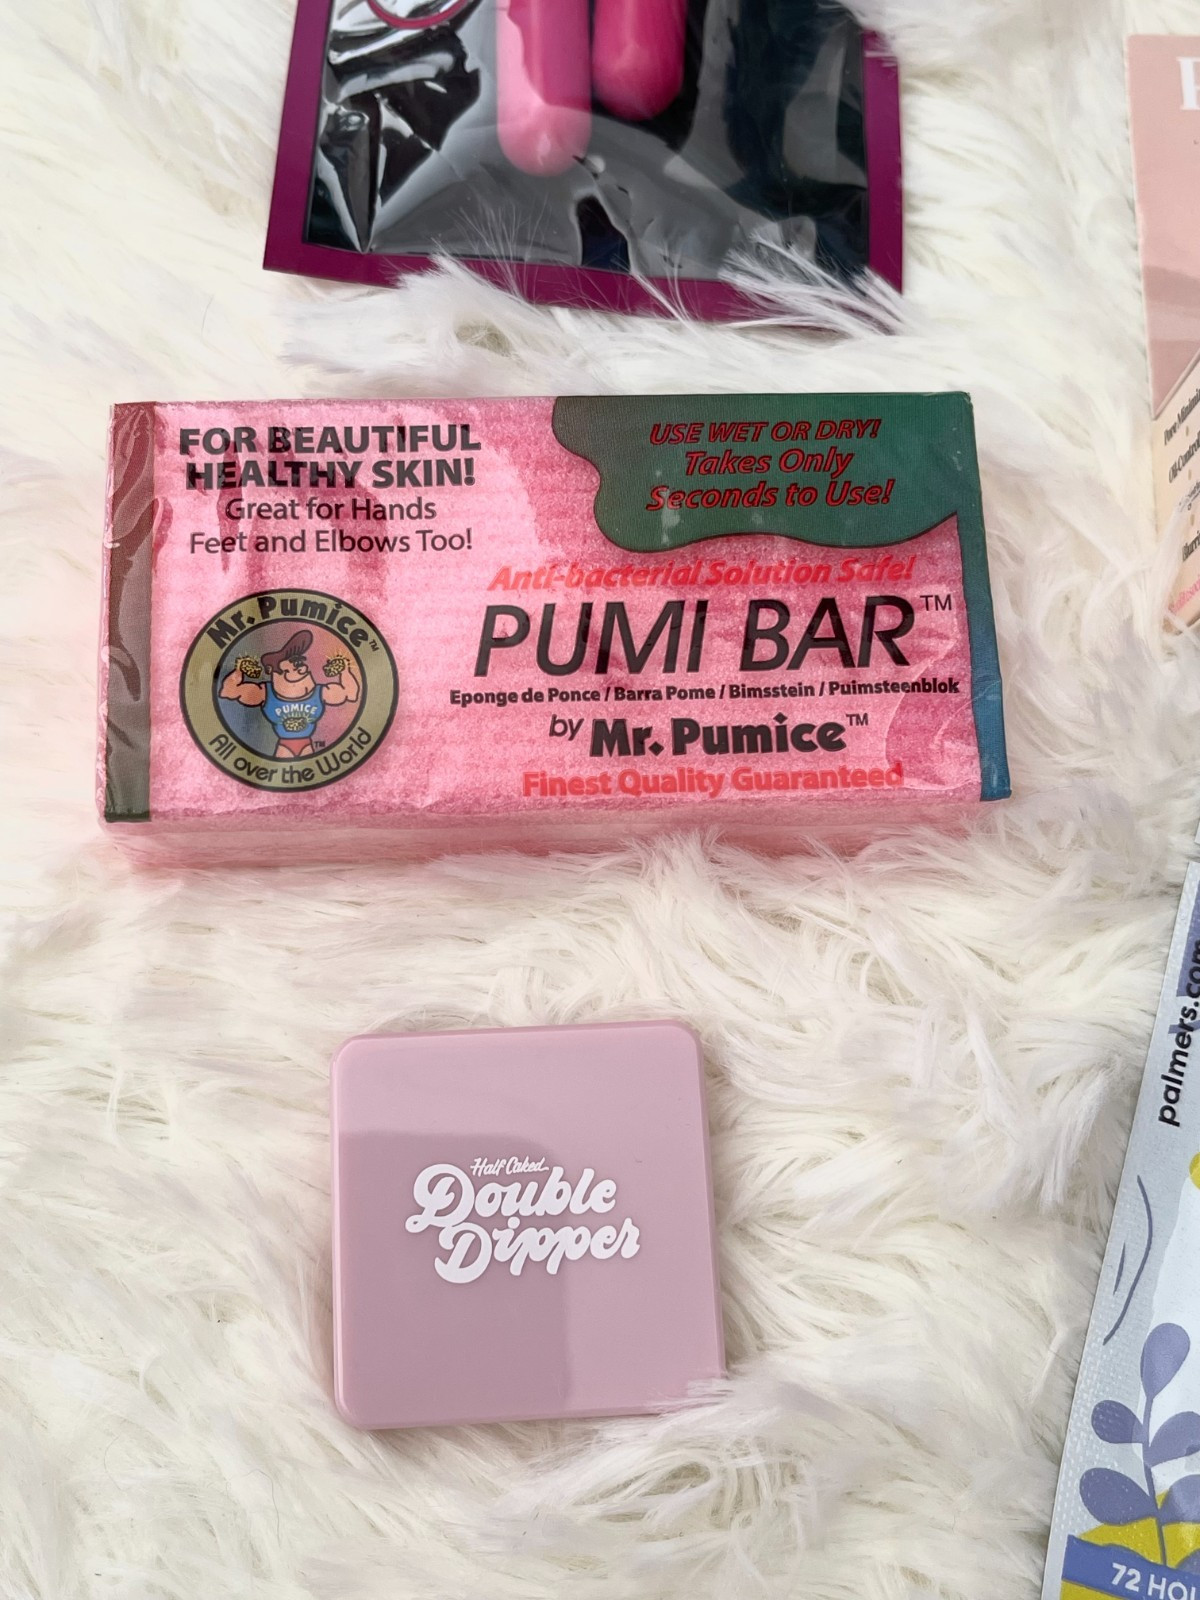 FOR BEAUTIFUL
HEALTHY SKIN!
Great for Hands
Feet and Elbows Too!
USE WET OR DRY!
Takes Only
Seconds to Use!
Anti-bacterial Solution Safe!
PUMI BAR™
Eponge de Ponce / Barra Pome / Bimsstein / Puimsteenblok
by Mr. Pumice™
Finest Quality Guaranteed
Mr. Pumice™
PUMICE
All over the World
TM
Half Caked
Double
Dipper
palmers.com
72